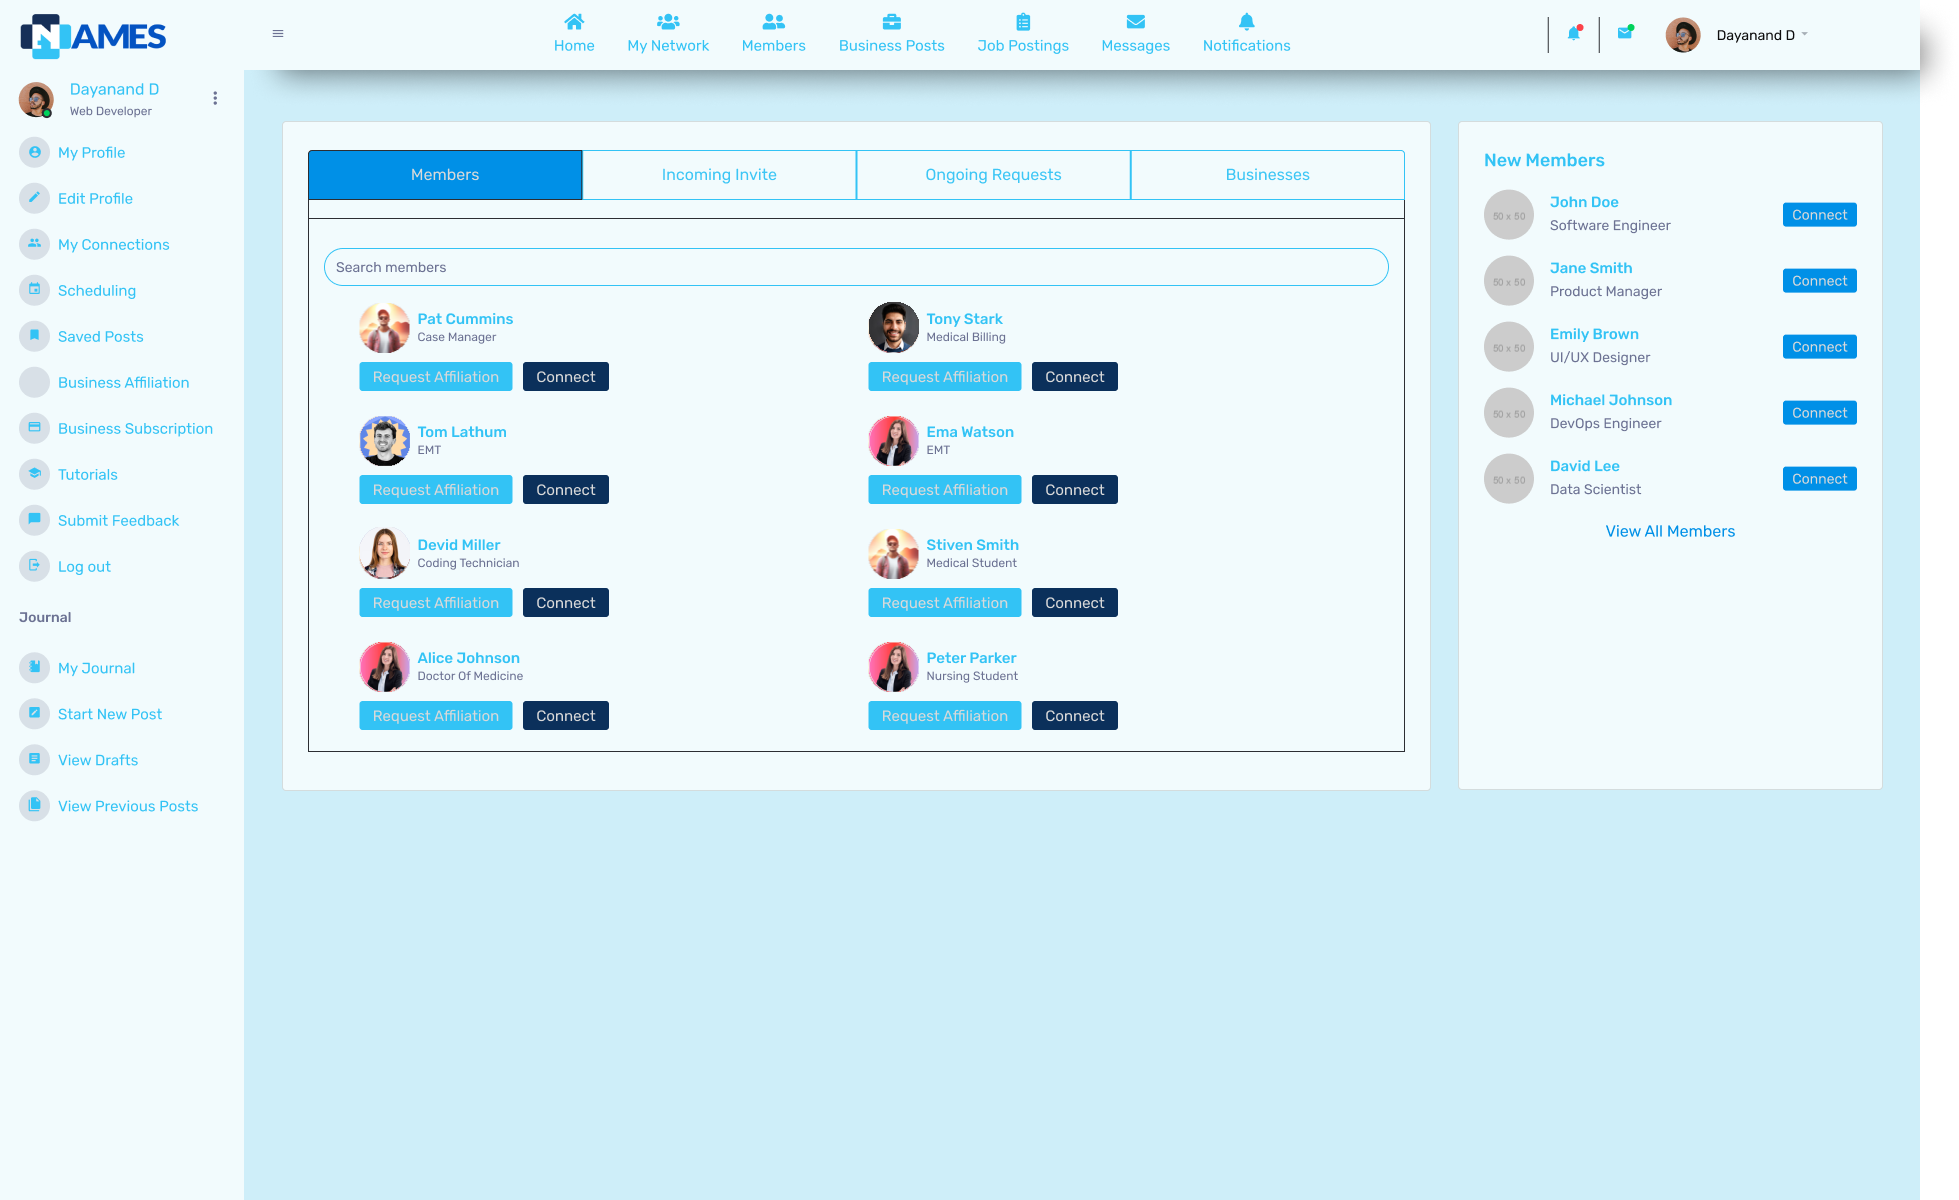 NAMES
Home
My Network
Members
Business Posts
Job Postings
Messages
Notifications
Dayanand D
Dayanand D
Web Developer
My Profile
Edit Profile
My Connections
Scheduling
Saved Posts
Business Affiliation
Business Subscription
Tutorials
Submit Feedback
Log out
Journal
My Journal
Start New Post
View Drafts
View Previous Posts
Members
Incoming Invite
Ongoing Requests
Businesses
Search members
Pat Cummins
Case Manager
Request Affiliation
Connect
Tony Stark
Medical Billing
Request Affiliation
Connect
Tom Lathum
EMT
Request Affiliation
Connect
Ema Watson
EMT
Request Affiliation
Connect
Devid Miller
Coding Technician
Request Affiliation
Connect
Stiven Smith
Medical Student
Request Affiliation
Connect
Alice Johnson
Doctor Of Medicine
Request Affiliation
Connect
Peter Parker
Nursing Student
Request Affiliation
Connect
New Members
50 x 50
John Doe
Software Engineer
Connect
50 x 50
Jane Smith
Product Manager
Connect
50 x 50
Emily Brown
UI/UX Designer
Connect
50 x 50
Michael Johnson
DevOps Engineer
Connect
50 x 50
David Lee
Data Scientist
Connect
View All Members